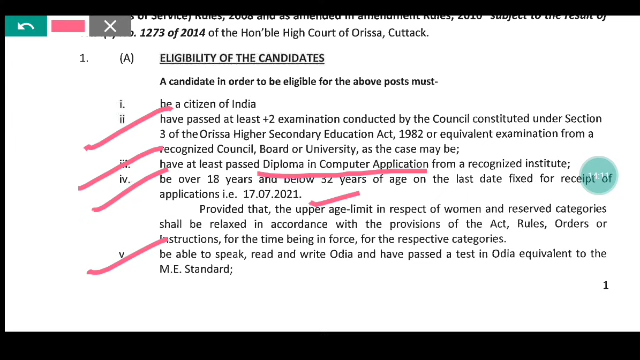 of Service) Rules, 2008 and as amended in amendment Rules, 2010 subject to the result of
no. 1273 of 2014 of the Hon'ble High Court of Orissa, Cuttack.
1. (A) ELIGIBILITY OF THE CANDIDATES
A candidate in order to be eligible for the above posts must-
i. be a citizen of India
ii have passed at least +2 examination conducted by the Council constituted under Section
3 of the Orissa Higher Secondary Education Act, 1982 or equivalent examination from a
recognized Council, Board or University, as the case may be;
iii. have at least passed Diploma in Computer Application from a recognized institute;
iv. be over 18 years and below 32 years of age on the last date fixed for receipt of
applications i.e. 17.07.2021.
Provided that, the upper age-limit in respect of women and reserved categories
shall be relaxed in accordance with the provisions of the Act, Rules, Orders or
Instructions, for the time being in force, for the respective categories.
v be able to speak, read and write Odia and have passed a test in Odia equivalent to the
M.E. Standard;
1